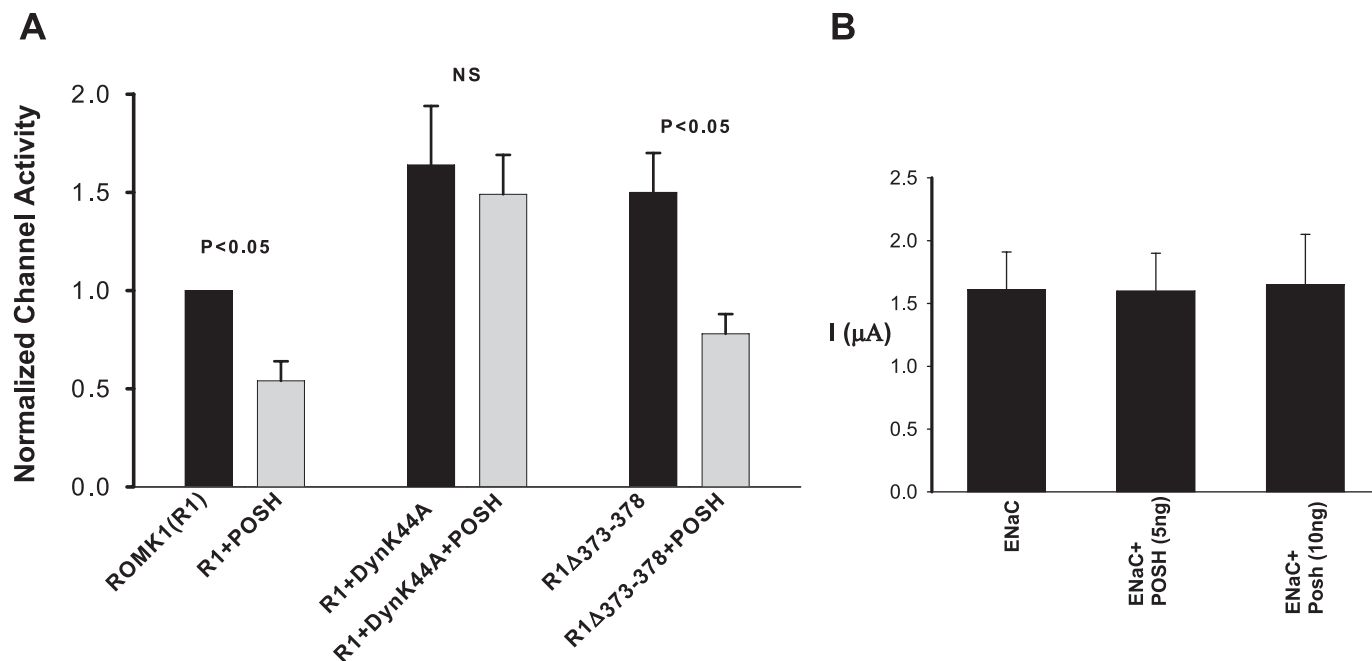 A
Normalized Channel Activity
2.0
1.5
1.0
0.5
0.0
P<0.05
NS
P<0.05
ROMK1(R1)
R1+POSH
R1+DynK44A
R1+DynK44A+POSH
R1Δ373-378
R1Δ373-378+POSH
B
I (μA)
2.5
2.0
1.5
1.0
0.5
0.0
ENaC
ENaC+
POSH (5ng)
ENaC+
Posh (10ng)